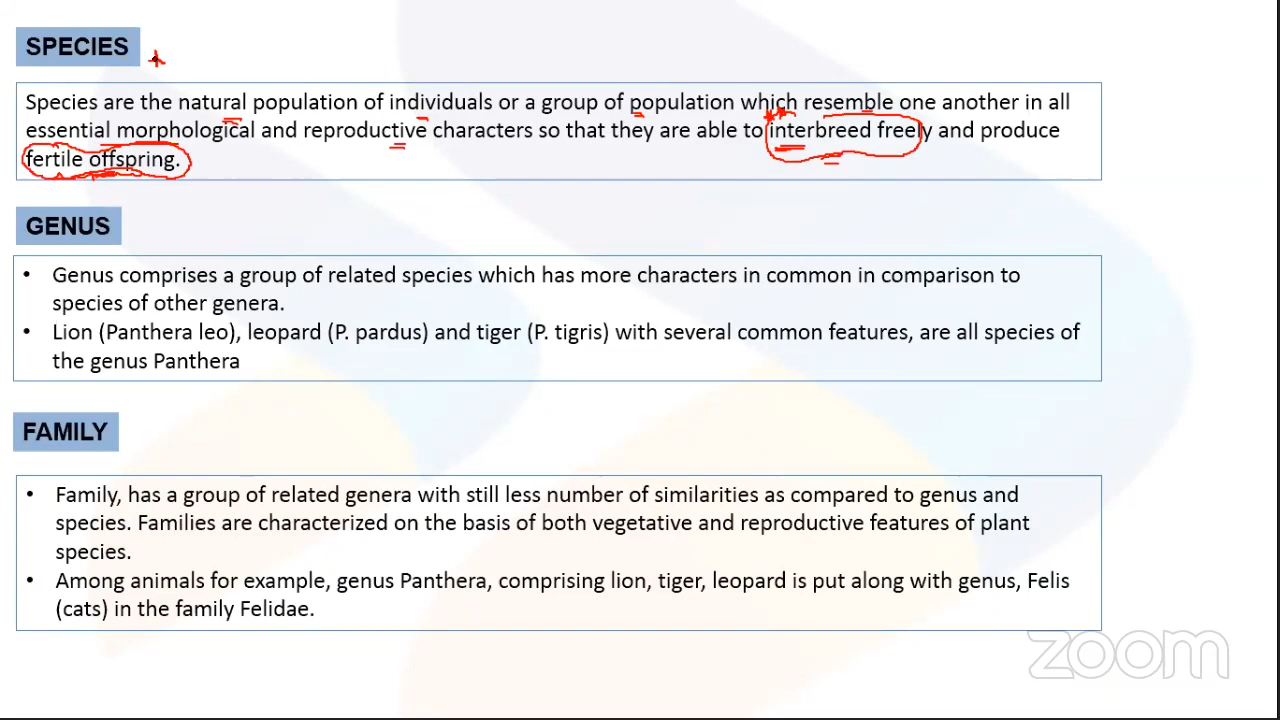 SPECIES
Species are the natural population of individuals or a group of population which resemble one another in all
essential morphological and reproductive characters so that they are able to interbreed freely and produce
fertile offspring.
GENUS
• Genus comprises a group of related species which has more characters in common in comparison to
species of other genera.
• Lion (Panthera leo), leopard (P. pardus) and tiger (P. tigris) with several common features, are all species of
the genus Panthera
FAMILY
• Family, has a group of related genera with still less number of similarities as compared to genus and
species. Families are characterized on the basis of both vegetative and reproductive features of plant
species.
• Among animals for example, genus Panthera, comprising lion, tiger, leopard is put along with genus, Felis
(cats) in the family Felidae.
zoom